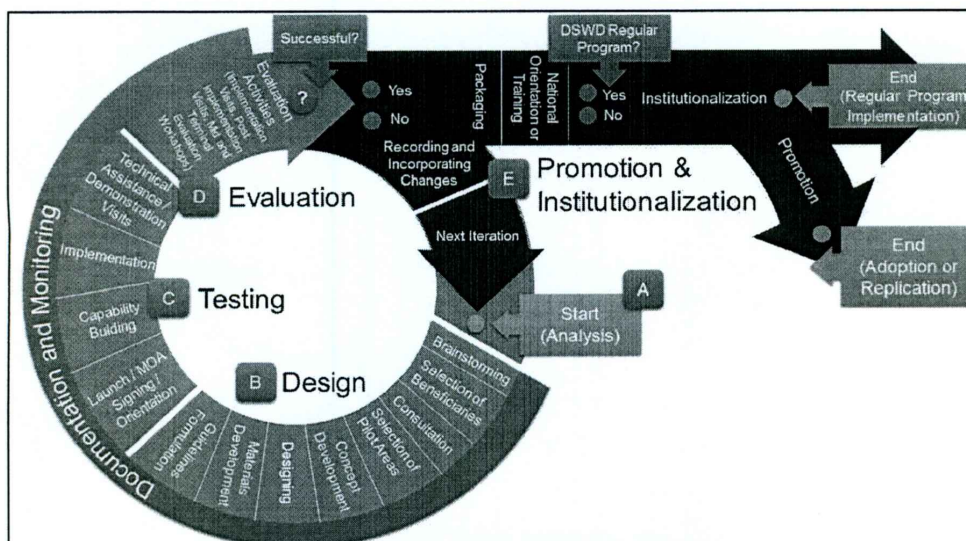 Successful?
DSWD Regular
Program?
Evaluation
Activities
(Implementation
Visits, Post
Implementation
Visits, Mid and
Terminal
Evaluation
Workshops)
?
Yes
No
Packaging
National
Orientation or
Training
Yes
No
Institutionalization
End
(Regular Program
Implementation)
Recording and
Incorporating
Changes
E
Promotion &
Institutionalization
Promotion
End
(Adoption or
Replication)
Next Iteration
A
Start
(Analysis)
Brainstorming
Selection of
Beneficiaries
Consultation
Selection of
Pilot Areas
Concept
Development
Designing
Materials
Development
Guidelines
Formulation
B
Design
Launch / MOA
Signing /
Orientation
Capability
Building
Implementation
Technical
Assistance /
Demonstration
Visits
C
Testing
D
Evaluation
Documentation and Monitoring